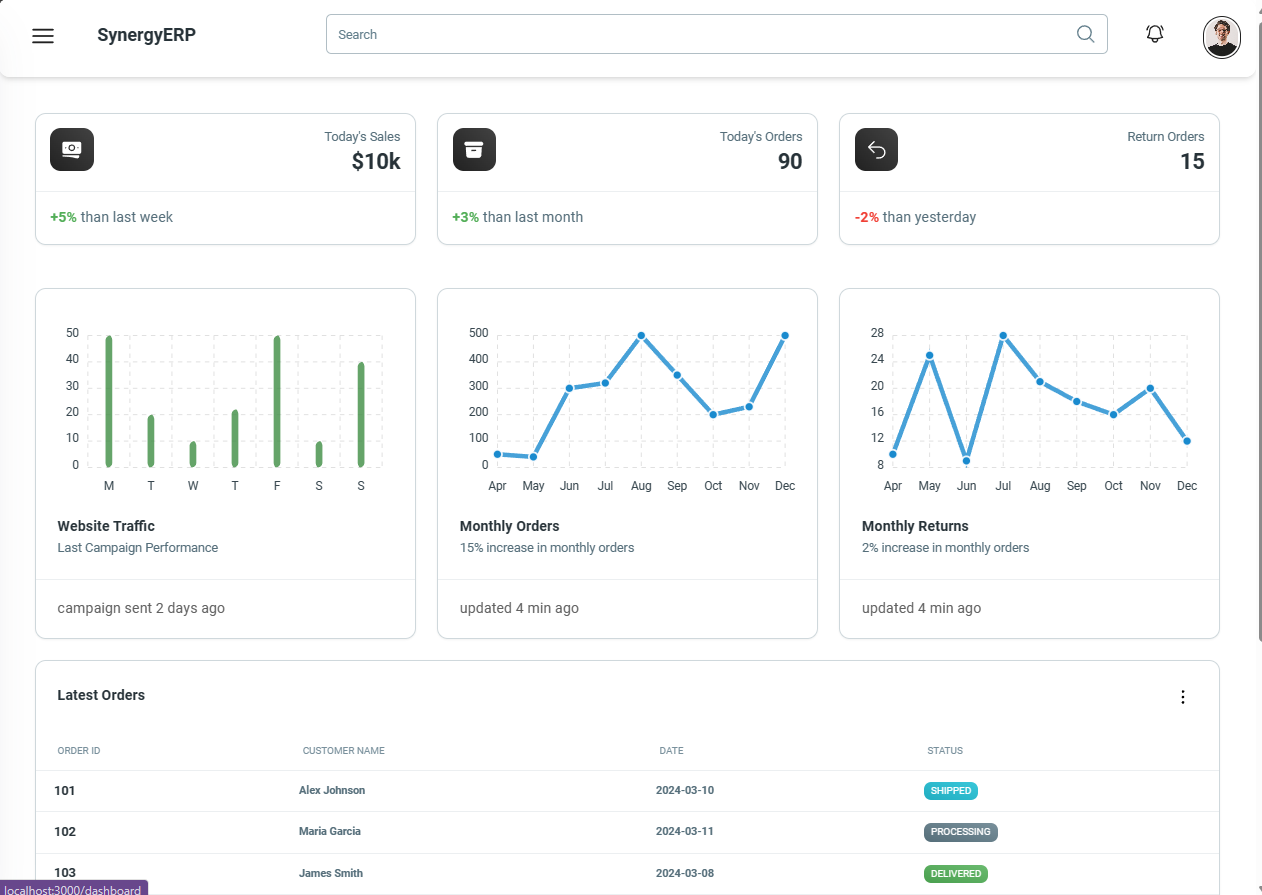 SynergyERP
Search
Today's Sales
$10k
+5% than last week
Today's Orders
90
+3% than last month
Return Orders
15
-2% than yesterday
50
40
30
20
10
0
M T W T F S S
Website Traffic
Last Campaign Performance
campaign sent 2 days ago
500
400
300
200
100
0
Apr May Jun Jul Aug Sep Oct Nov Dec
Monthly Orders
15% increase in monthly orders
updated 4 min ago
28
24
20
16
12
8
Apr May Jun Jul Aug Sep Oct Nov Dec
Monthly Returns
2% increase in monthly orders
updated 4 min ago
Latest Orders
ORDER ID CUSTOMER NAME DATE STATUS
101 Alex Johnson 2024-03-10 SHIPPED
102 Maria Garcia 2024-03-11 PROCESSING
103 James Smith 2024-03-08 DELIVERED
localhost:3000/dashboard